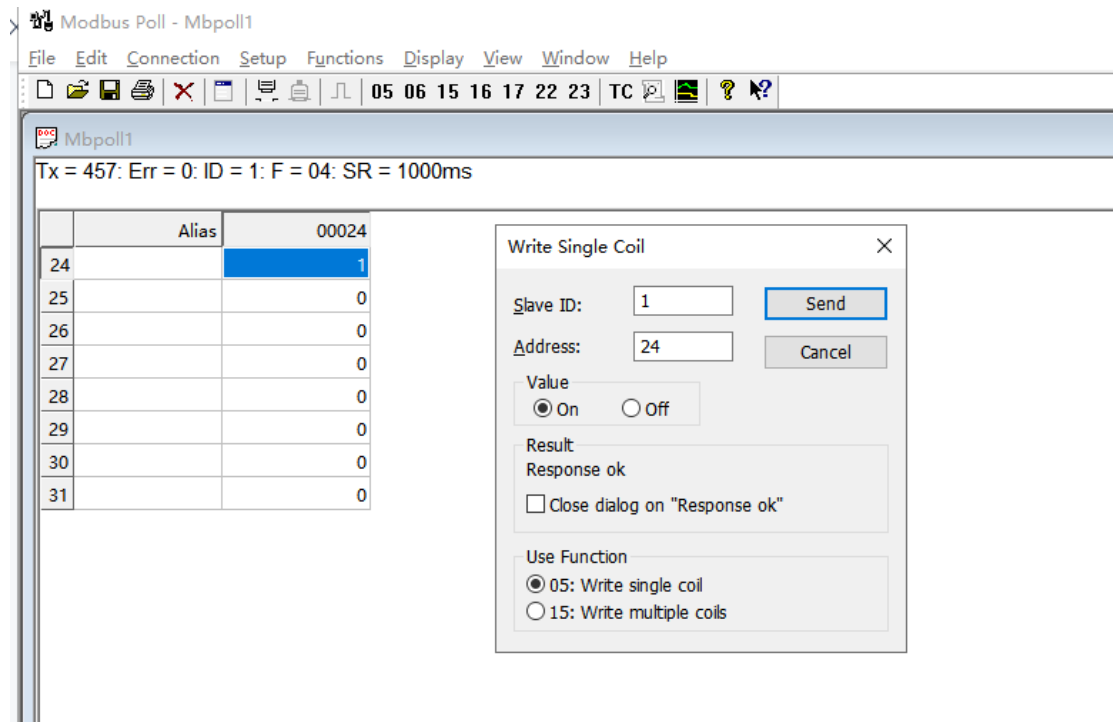 Modbus Poll - Mbpoll1
File Edit Connection Setup Functions Display View Window Help
05 06 15 16 17 22 23 TC
Mbpoll1
Tx = 457: Err = 0: ID = 1: F = 04: SR = 1000ms
Alias 00024
24 1
25 0
26 0
27 0
28 0
29 0
30 0
31 0
Write Single Coil
Slave ID: 1 Send
Address: 24 Cancel
Value
On Off
Result
Response ok
Close dialog on "Response ok"
Use Function
05: Write single coil
15: Write multiple coils